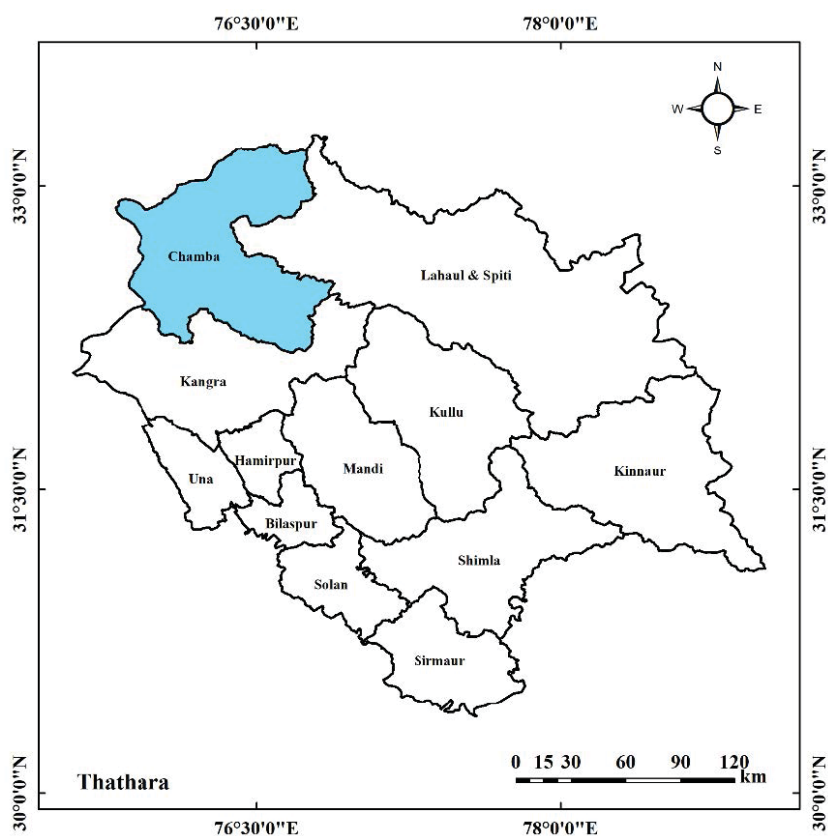 76°30'0"E
78°0'0"E
N
W
E
S
33°0'0"N
33°0'0"N
Chamba
Lahaul & Spiti
Kangra
Kullu
Hamirpur
Mandi
Kinnaur
Una
31°30'0"N
31°30'0"N
Bilaspur
Shimla
Solan
Sirmaur
0 15 30 60 90 120
km
Thathara
30°0'0"N
30°0'0"N
76°30'0"E
78°0'0"E